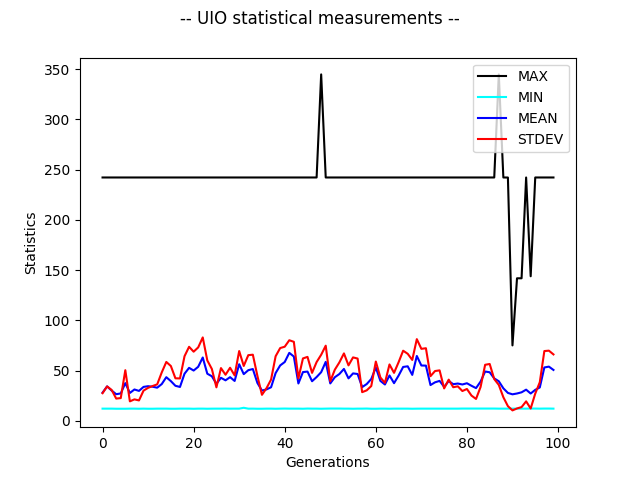 -- UIO statistical measurements --
350
300
250
200
150
100
50
0
Statistics
MAX
MIN
MEAN
STDEV
0 20 40 60 80 100
Generations